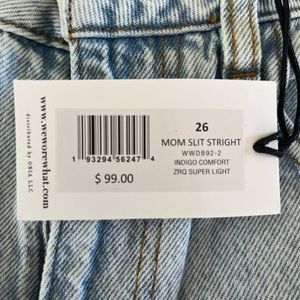 www.weworewhat.com
distributed by ONIA LLC
1 93294 56247 4
$ 99.00
26
MOM SLIT STRIGHT
WWDB92-2
INDIGO COMFORT
ZRQ SUPER LIGHT